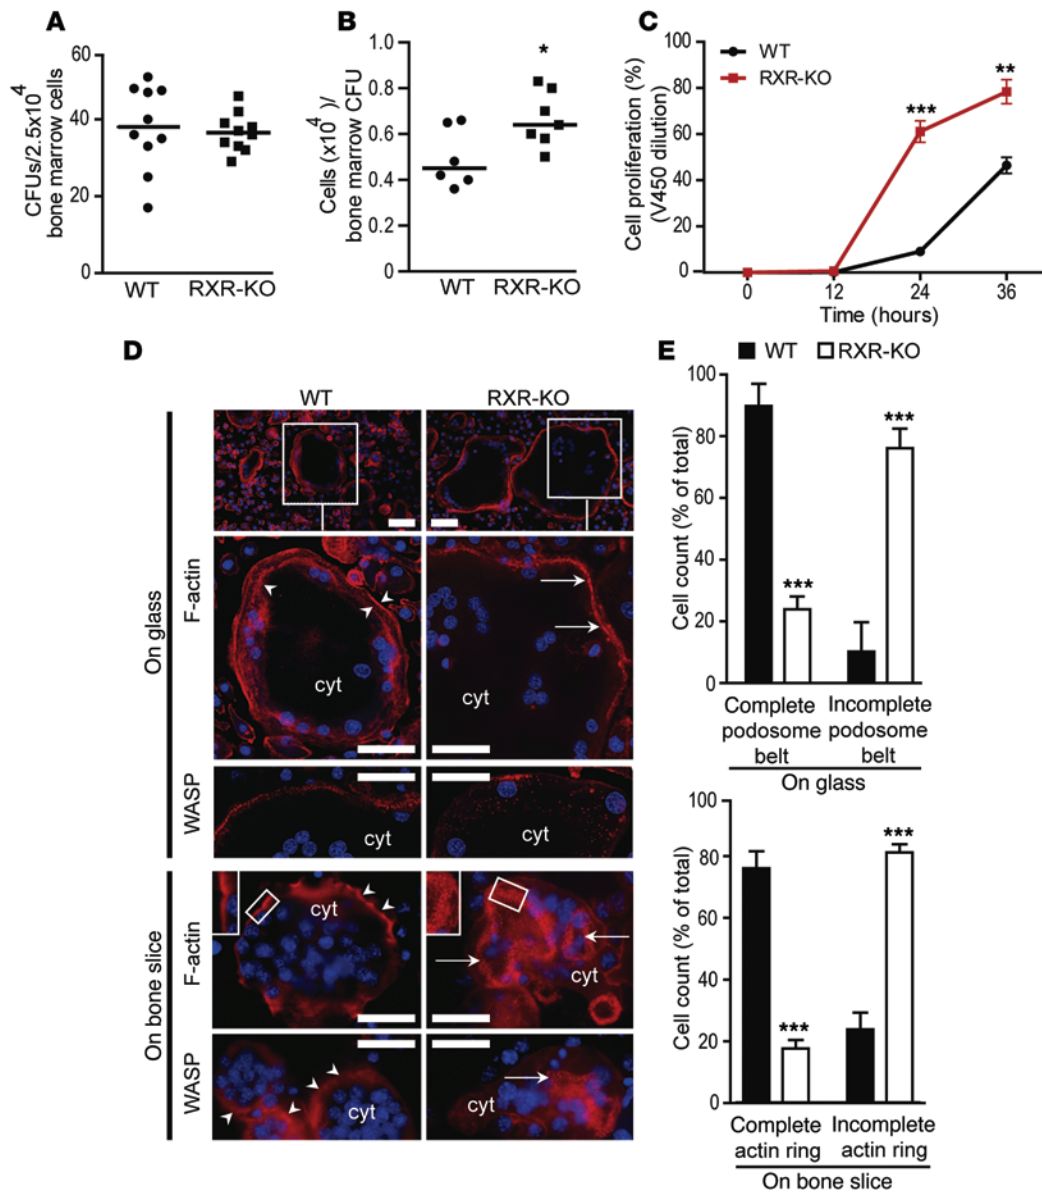 A
CFUs/2.5x10⁴
bone marrow cells
60
40
20
0
WT RXR-KO
B
Cells (x10⁴)/
bone marrow CFU
1.0
0.8
0.6
0.4
0.2
0
*
WT RXR-KO
C
Cell proliferation (%)
(V450 dilution)
100
80
60
40
20
0
WT
RXR-KO
***
**
0 12 24 36
Time (hours)
D
WT RXR-KO
On glass
F-actin
cyt
cyt
WASP
cyt
cyt
On bone slice
F-actin
cyt
cyt
WASP
cyt
cyt
E
WT RXR-KO
Cell count (% of total)
100
80
60
40
20
0
***
***
Complete Incomplete
podosome podosome
belt belt
On glass
Cell count (% of total)
100
80
60
40
20
0
***
***
Complete Incomplete
actin ring actin ring
On bone slice